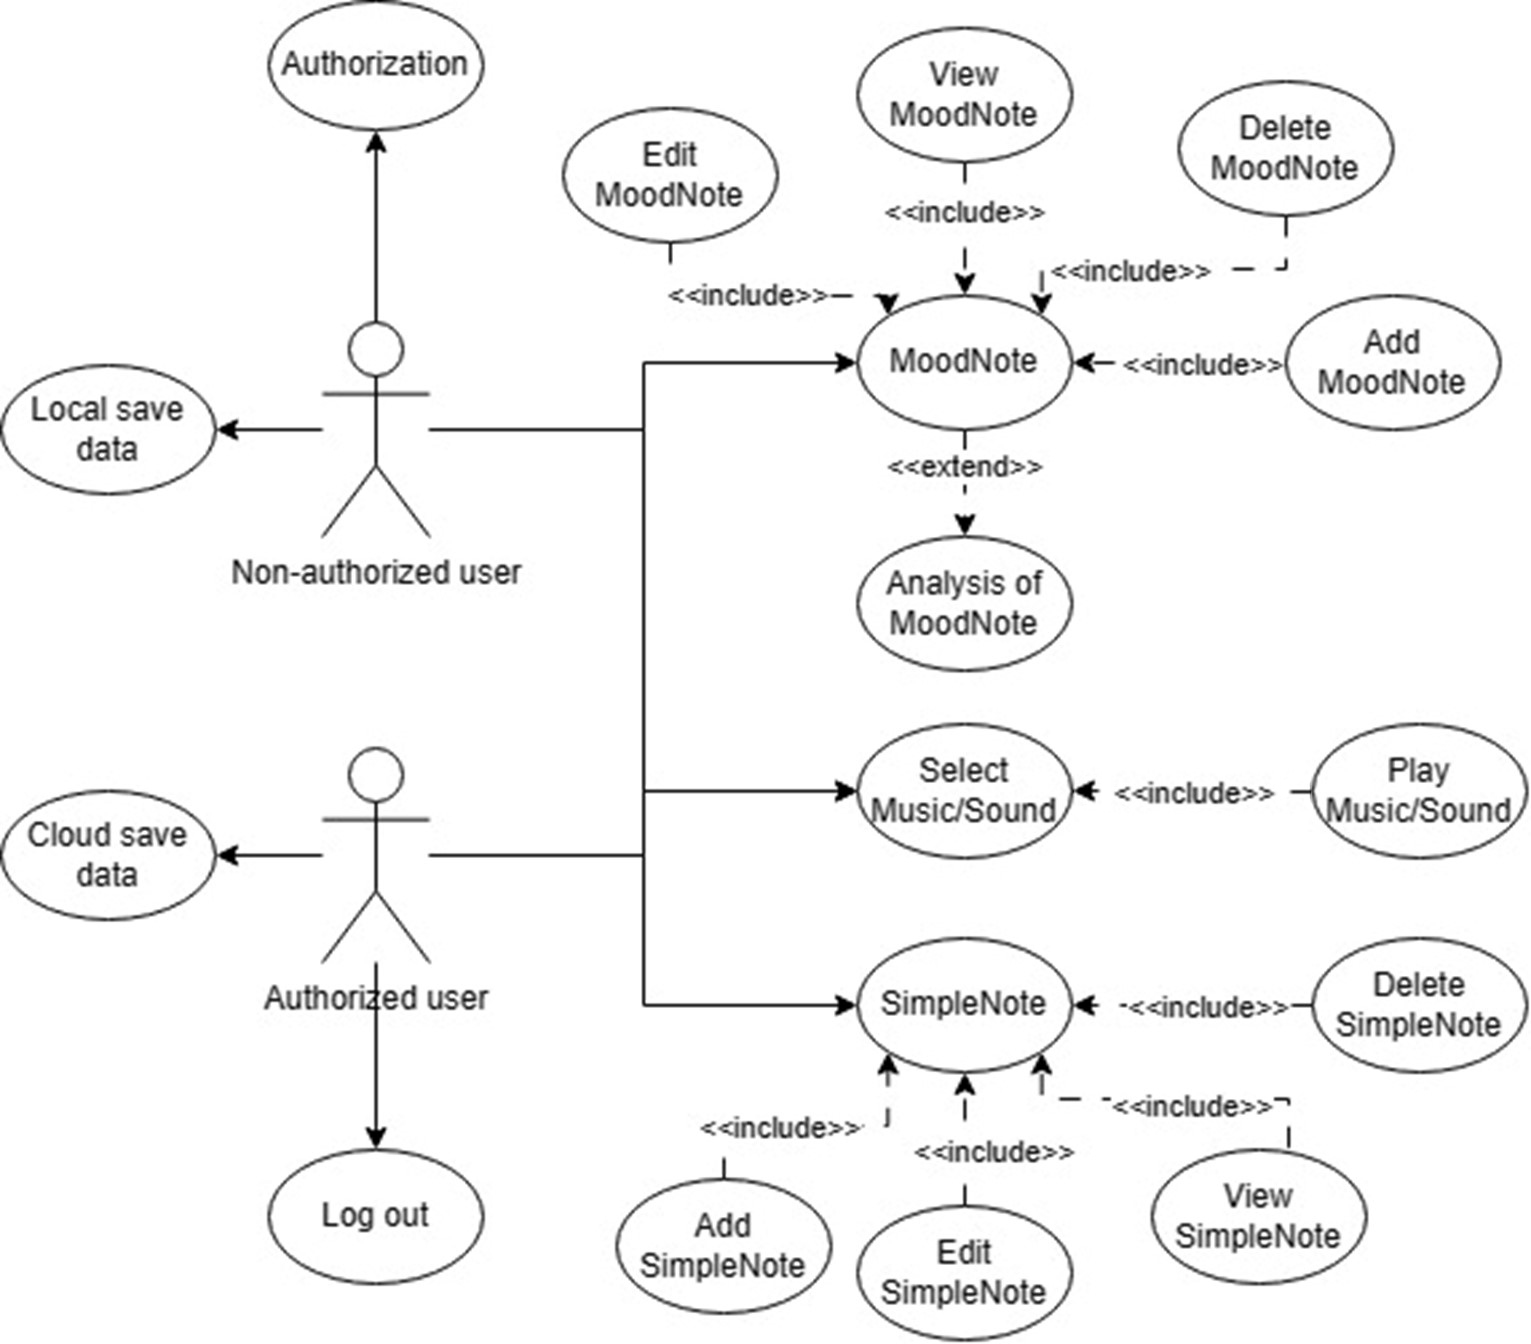 Authorization
View
MoodNote
Delete
MoodNote
Edit
MoodNote
<<include>>
<<include>>
<<include>>
MoodNote
<<include>>
Add
MoodNote
Local save
data
<<extend>>
Non-authorized user
Analysis of
MoodNote
Select
Music/Sound
<<include>>
Play
Music/Sound
Cloud save
data
Authorized user
SimpleNote
<<include>>
Delete
SimpleNote
<<include>>
<<include>>
<<include>>
Log out
Add
SimpleNote
Edit
SimpleNote
View
SimpleNote